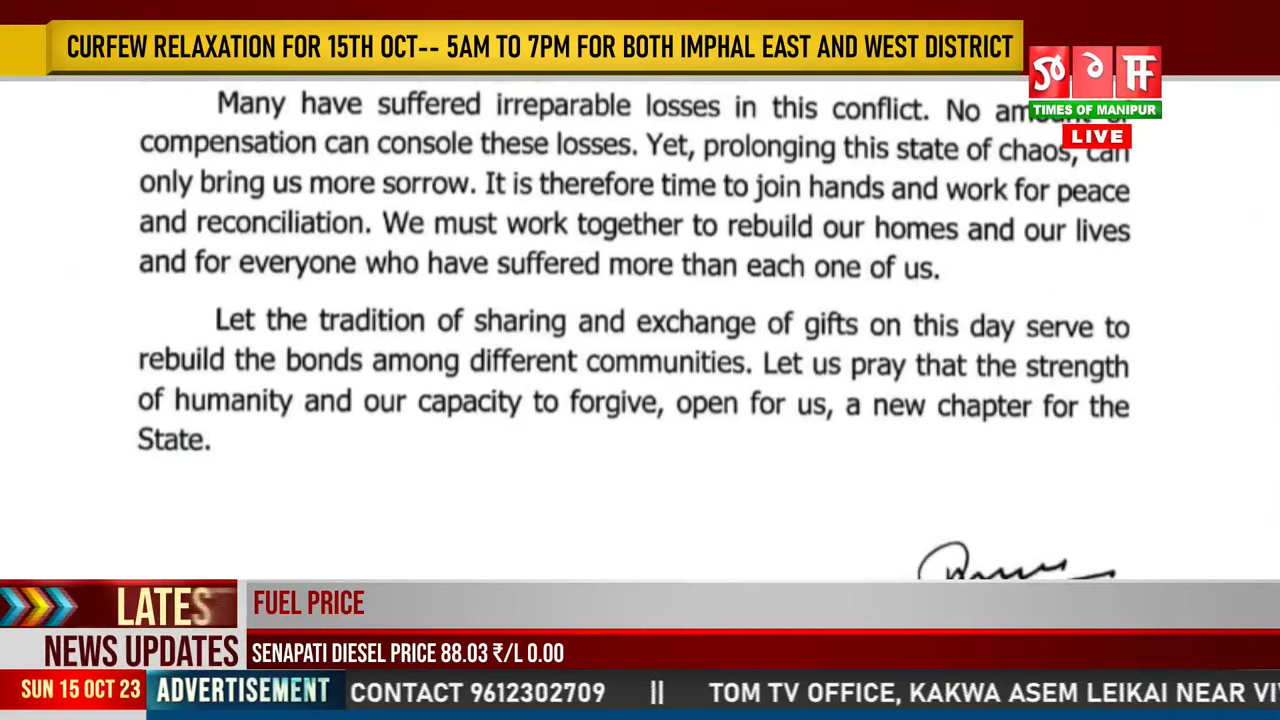 CURFEW RELAXATION FOR 15TH OCT-- 5AM TO 7PM FOR BOTH IMPHAL EAST AND WEST DISTRICT
TIMES OF MANIPUR
LIVE
Many have suffered irreparable losses in this conflict. No amount of
compensation can console these losses. Yet, prolonging this state of chaos, can
only bring us more sorrow. It is therefore time to join hands and work for peace
and reconciliation. We must work together to rebuild our homes and our lives
and for everyone who have suffered more than each one of us.
Let the tradition of sharing and exchange of gifts on this day serve to
rebuild the bonds among different communities. Let us pray that the strength
of humanity and our capacity to forgive, open for us, a new chapter for the
State.
LATES
NEWS UPDATES
FUEL PRICE
SENAPATI DIESEL PRICE 88.03 ₹/L 0.00
SUN 15 OCT 23
ADVERTISEMENT
CONTACT 9612302709 || TOM TV OFFICE, KAKWA ASEM LEIKAI NEAR